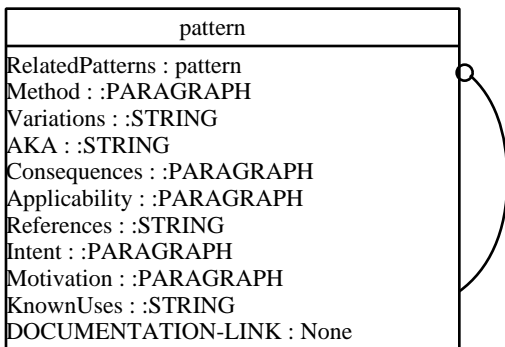 pattern
RelatedPatterns : pattern
Method : :PARAGRAPH
Variations : :STRING
AKA : :STRING
Consequences : :PARAGRAPH
Applicability : :PARAGRAPH
References : :STRING
Intent : :PARAGRAPH
Motivation : :PARAGRAPH
KnownUses : :STRING
DOCUMENTATION-LINK : None